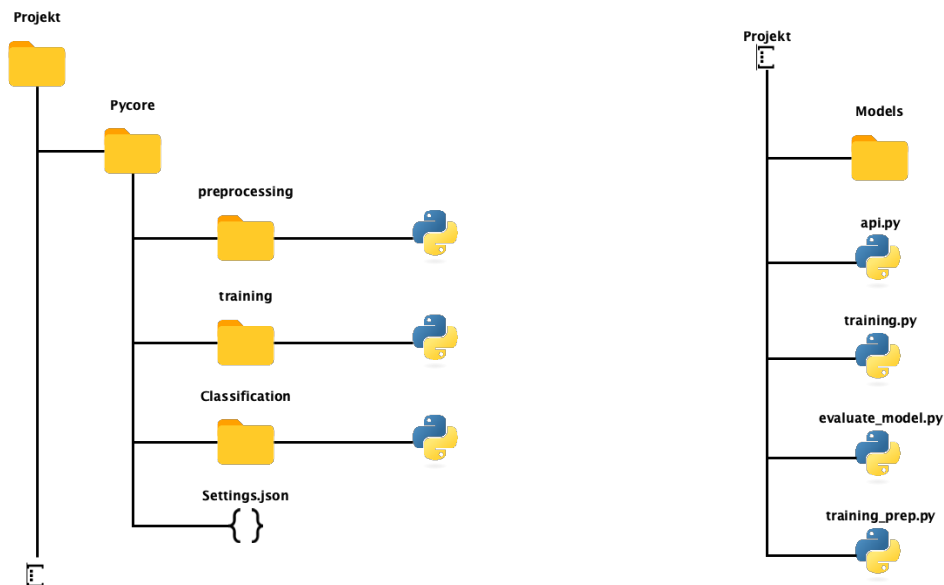 Projekt
Pycore
preprocessing
training
Classification
Settings.json
{ }
[...]
Projekt
[...]
Models
api.py
training.py
evaluate_model.py
training_prep.py